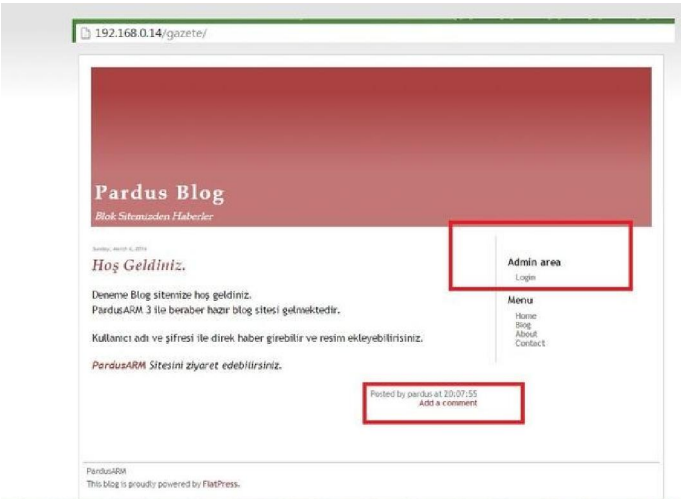 192.168.0.14/gazete/
Pardus Blog
Blok Sitemizden Haberler
Hoş Geldiniz.
Deneme Blog sitemize hoş geldiniz.
PardusARM 3 ile beraber hazır blog sitesi gelmektedir.
Kullanıcı adı ve şifresi ile direk haber girebilir ve resim ekleyebilirisiniz.
PardusARM Sitesini ziyaret edebilirsiniz.
Posted by pardus at 20:07:55
Add a comment
Admin area
Login
Menu
Home
Blog
About
Contact
PardusARM
This blog is proudly powered by FlatPress.